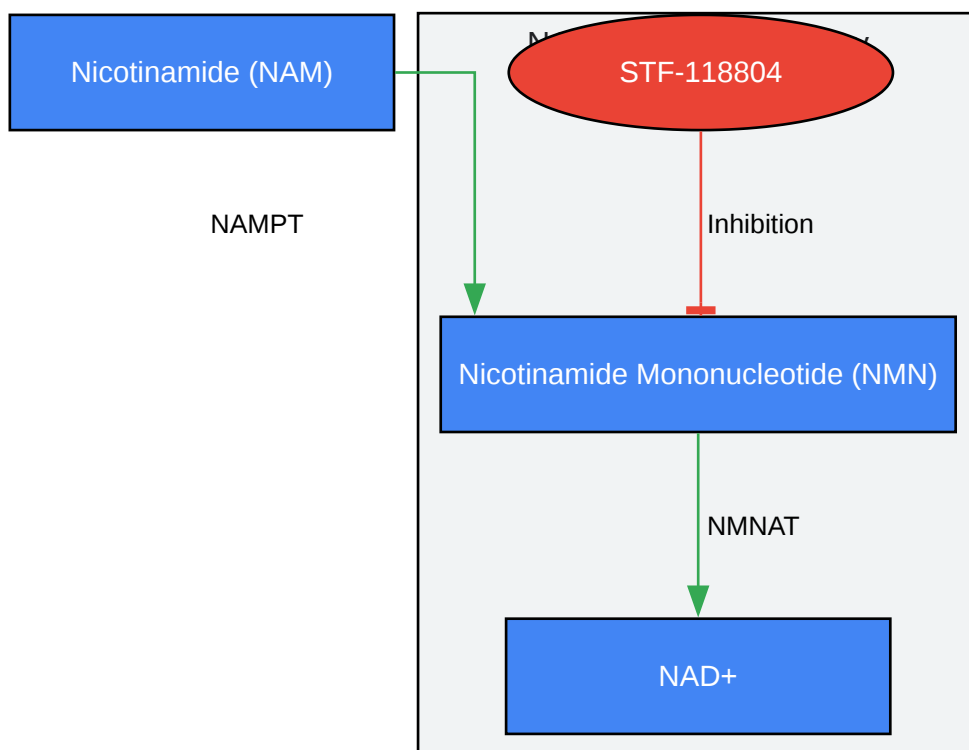 Nicotinamide (NAM)
STF-118804
NAMPT
Inhibition
Nicotinamide Mononucleotide (NMN)
NMNAT
NAD+